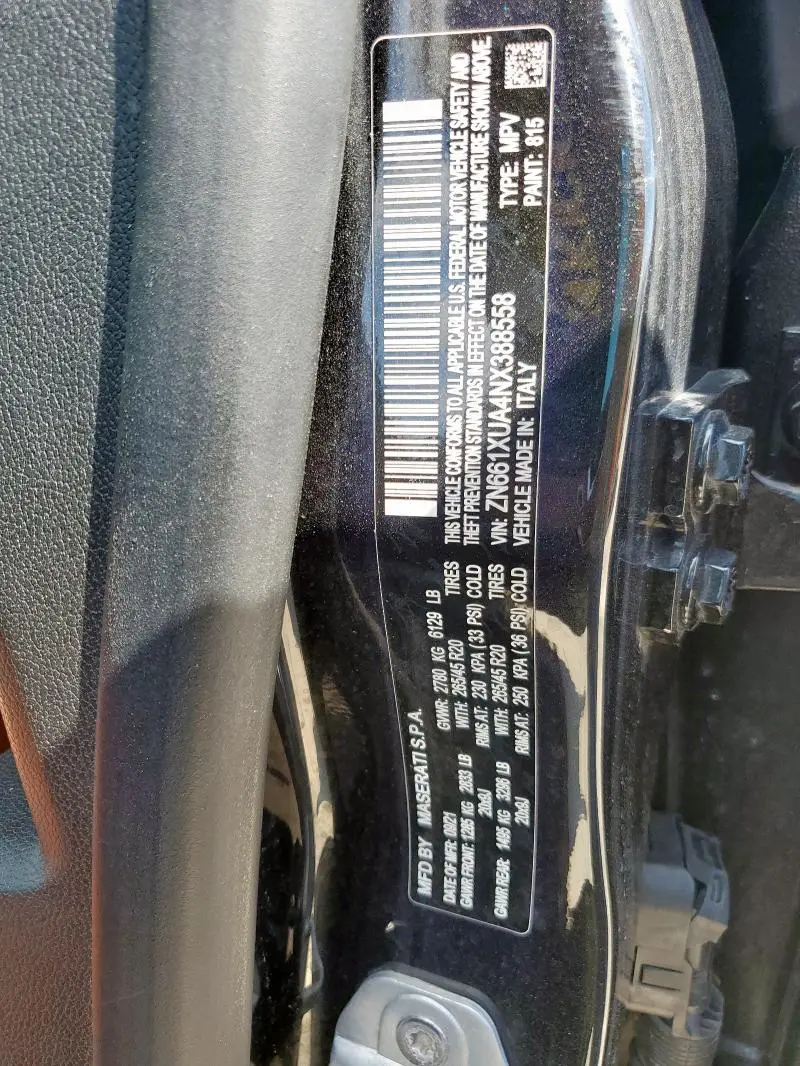 MFD BY MASERATI S.P.A.
DATE OF MFR: 09/21 GVWR: 2780 KG 6129 LB
GAWR FRONT: 1285 KG 2833 LB WITH: 265/45 R20 TIRES
20x9J RIMS AT: 230 KPA (33 PSI) COLD
GAWR REAR: 1495 KG 3296 LB WITH: 265/45 R20 TIRES
20x9J RIMS AT: 250 KPA (36 PSI) COLD
THIS VEHICLE CONFORMS TO ALL APPLICABLE U.S. FEDERAL MOTOR VEHICLE SAFETY AND
THEFT PREVENTION STANDARDS IN EFFECT ON THE DATE OF MANUFACTURE SHOWN ABOVE.
VIN: ZN661XUA4NX388558 TYPE: MPV
VEHICLE MADE IN: ITALY PAINT: 815